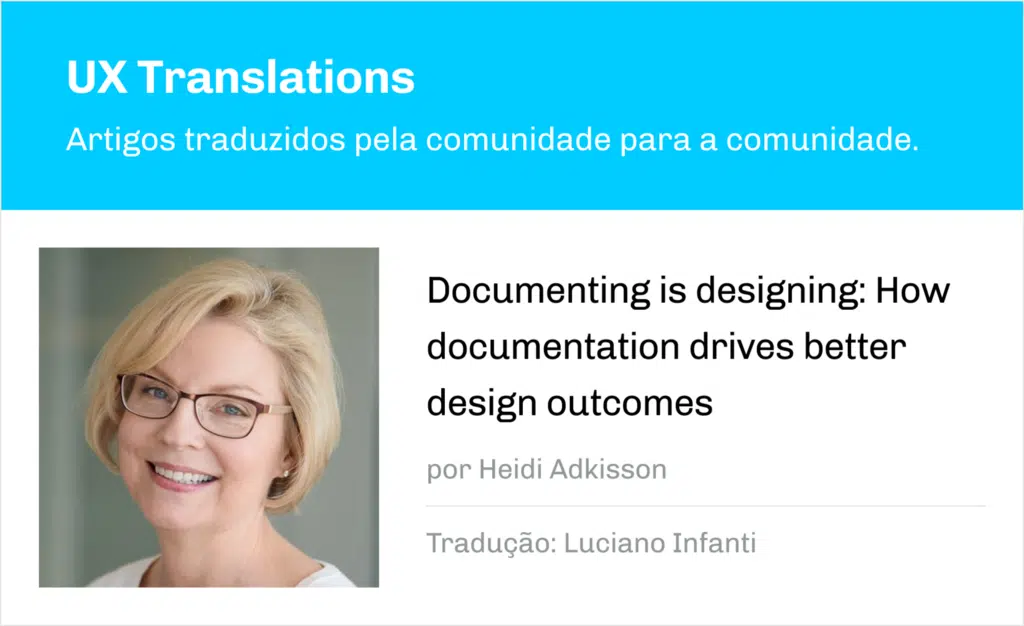 UX Translations
Artigos traduzidos pela comunidade para a comunidade.
Documenting is designing: How
documentation drives better
design outcomes
por Heidi Adkisson
Tradução: Luciano Infanti